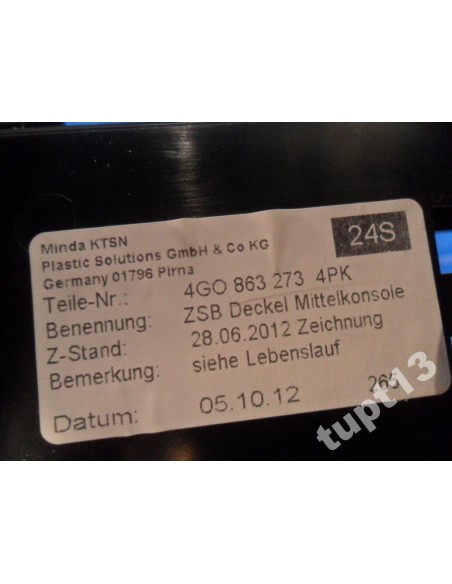 Minda KTSN
Plastic Solutions GmbH & Co KG
Germany 01796 Pirna
24S
Teile-Nr.: 4GO 863 273 4PK
Benennung: ZSB Deckel Mittelkonsole
Z-Stand: 28.06.2012 Zeichnung
Bemerkung: siehe Lebenslauf
265
Datum: 05.10.12
tupt13